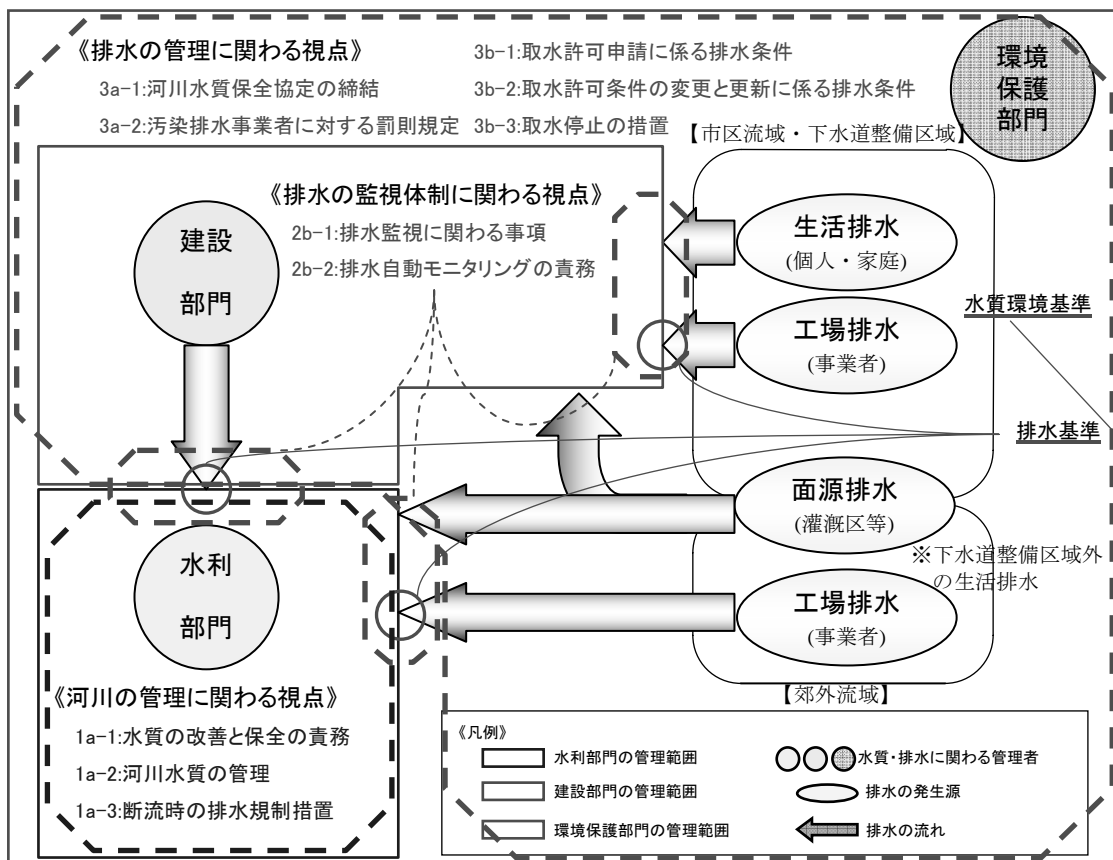 《排水の管理に関わる視点》
3a-1:河川水質保全協定の締結
3a-2:汚染排水事業者に対する罰則規定
3b-1:取水許可申請に係る排水条件
3b-2:取水許可条件の変更と更新に係る排水条件
3b-3:取水停止の措置
環境
保護
部門
【市区流域・下水道整備区域】
《排水の監視体制に関わる視点》
2b-1:排水監視に関わる事項
2b-2:排水自動モニタリングの責務
建設
部門
生活排水
(個人・家庭)
水質環境基準
工場排水
(事業者)
排水基準
面源排水
(灌漑区等)
※下水道整備区域外
の生活排水
水利
部門
工場排水
(事業者)
【郊外流域】
《河川の管理に関わる視点》
1a-1:水質の改善と保全の責務
1a-2:河川水質の管理
1a-3:断流時の排水規制措置
《凡例》
水利部門の管理範囲
建設部門の管理範囲
環境保護部門の管理範囲
水質・排水に関わる管理者
排水の発生源
排水の流れ